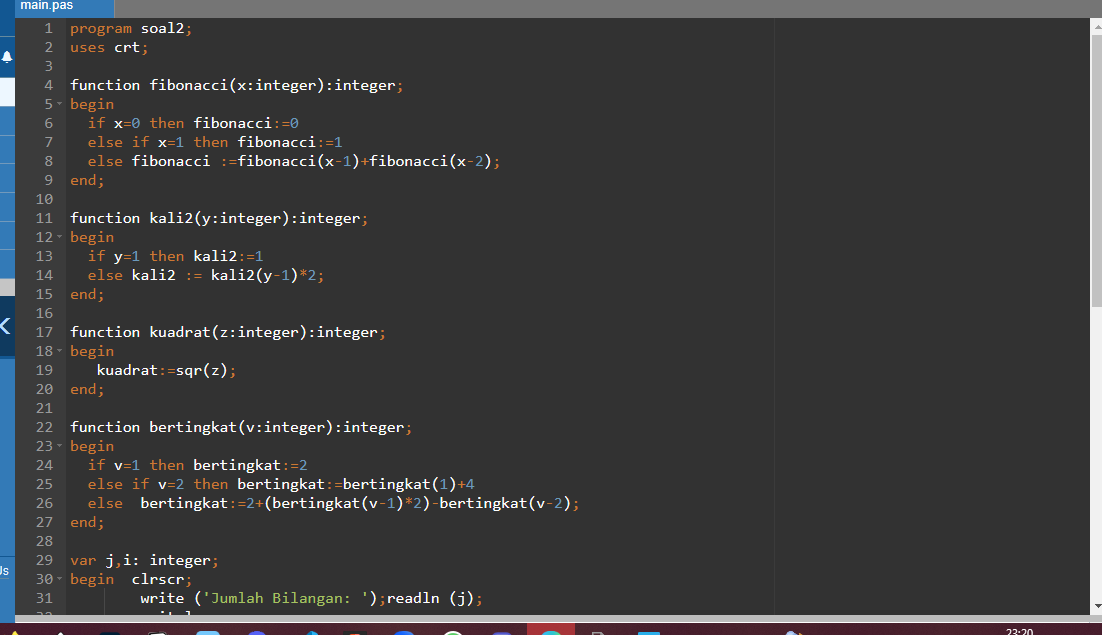 main.pas
1 program soal2;
2 uses crt;
3
4 function fibonacci(x:integer):integer;
5 begin
6   if x=0 then fibonacci:=0
7   else if x=1 then fibonacci:=1
8   else fibonacci :=fibonacci(x-1)+fibonacci(x-2);
9 end;
10
11 function kali2(y:integer):integer;
12 begin
13   if y=1 then kali2:=1
14   else kali2 := kali2(y-1)*2;
15 end;
16
17 function kuadrat(z:integer):integer;
18 begin
19    kuadrat:=sqr(z);
20 end;
21
22 function bertingkat(v:integer):integer;
23 begin
24   if v=1 then bertingkat:=2
25   else if v=2 then bertingkat:=bertingkat(1)+4
26   else  bertingkat:=2+(bertingkat(v-1)*2)-bertingkat(v-2);
27 end;
28
29 var j,i: integer;
30 begin  clrscr;
31         write ('Jumlah Bilangan: ');readln (j);
23:20